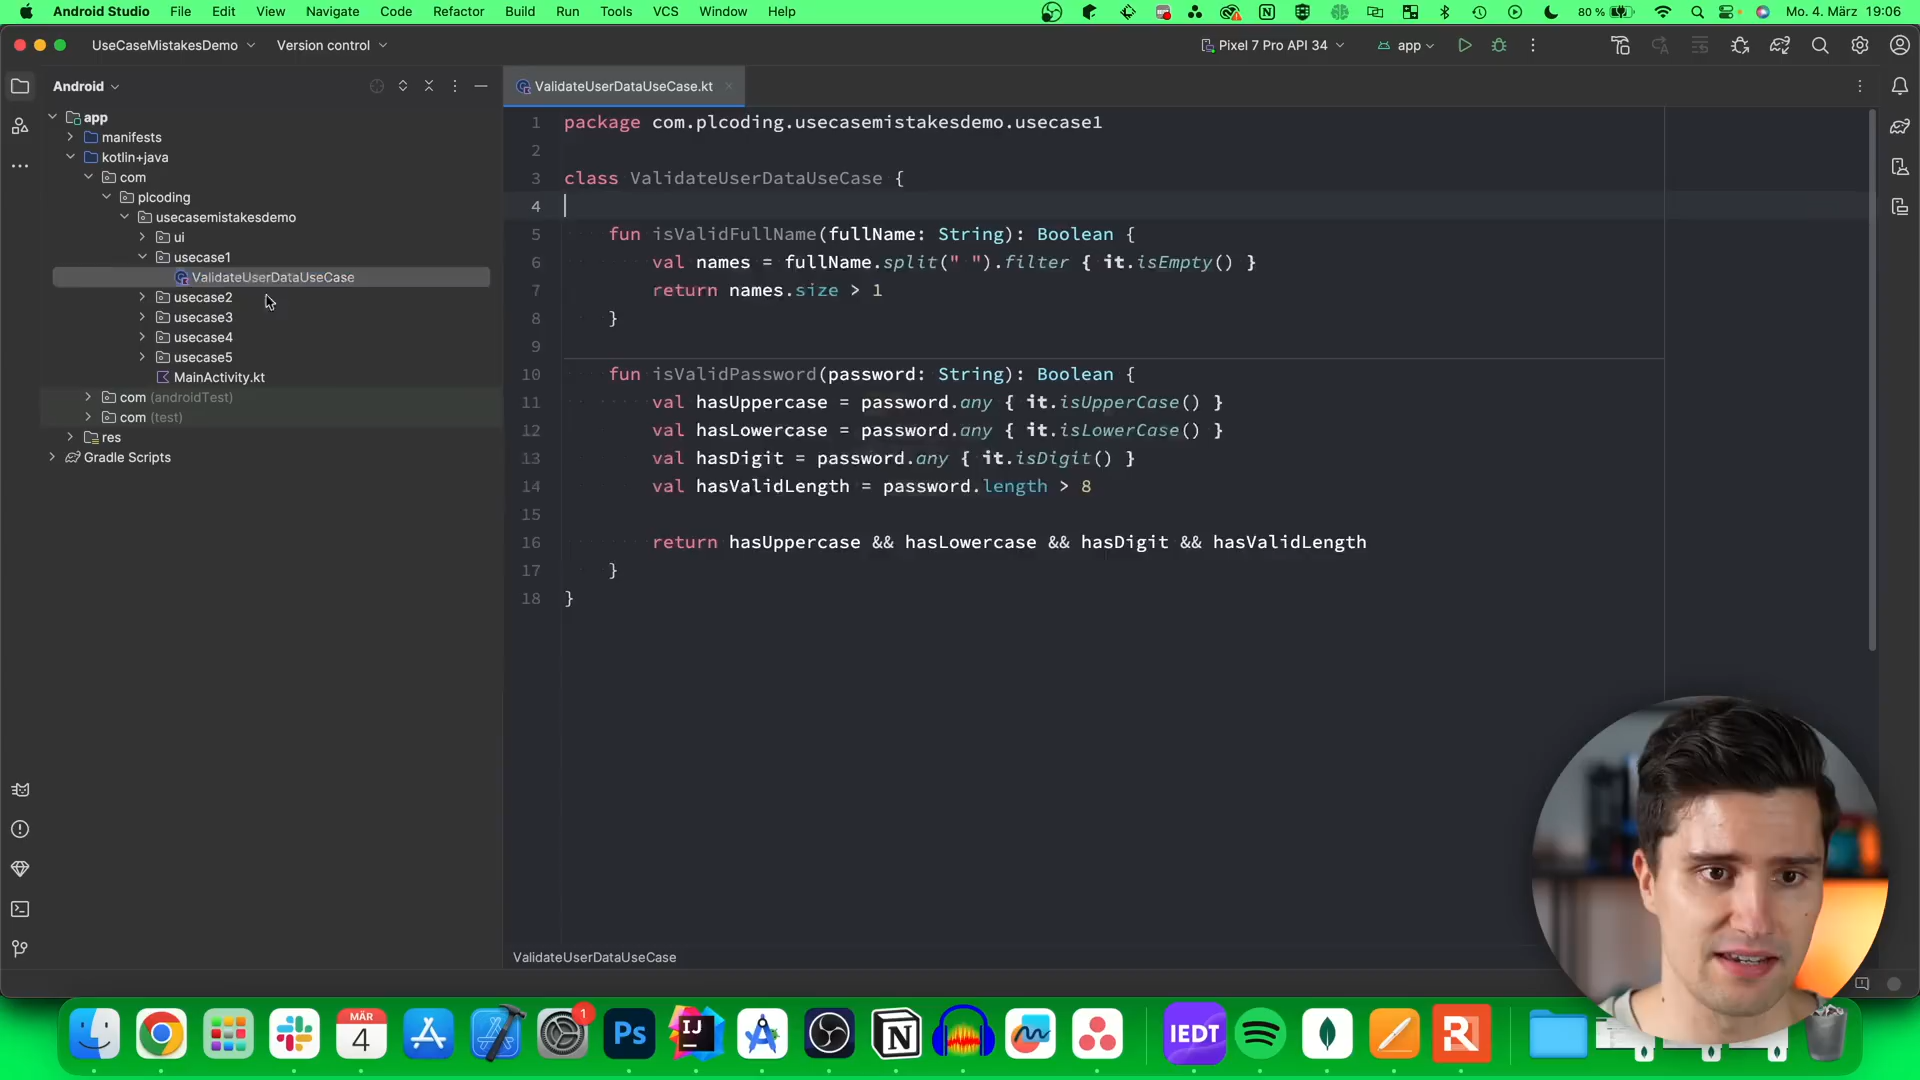 Android Studio File Edit View Navigate Code Refactor Build Run Tools VCS Window Help 80 % Mo. 4. März 19:06
UseCaseMistakesDemo Version control Pixel 7 Pro API 34 app
Android
ValidateUserDataUseCase.kt
app
manifests
kotlin+java
com
plcoding
usecasemistakesdemo
ui
usecase1
ValidateUserDataUseCase
usecase2
usecase3
usecase4
usecase5
MainActivity.kt
com (androidTest)
com (test)
res
Gradle Scripts
1 package com.plcoding.usecasemistakesdemo.usecase1
2
3 class ValidateUserDataUseCase {
4
5 fun isValidFullName(fullName: String): Boolean {
6 val names = fullName.split(" ").filter { it.isEmpty() }
7 return names.size > 1
8 }
9
10 fun isValidPassword(password: String): Boolean {
11 val hasUppercase = password.any { it.isUpperCase() }
12 val hasLowercase = password.any { it.isLowerCase() }
13 val hasDigit = password.any { it.isDigit() }
14 val hasValidLength = password.length > 8
15
16 return hasUppercase && hasLowercase && hasDigit && hasValidLength
17 }
18 }
ValidateUserDataUseCase
MÄR
4
1
Ps
IJ
N
IEDT
R